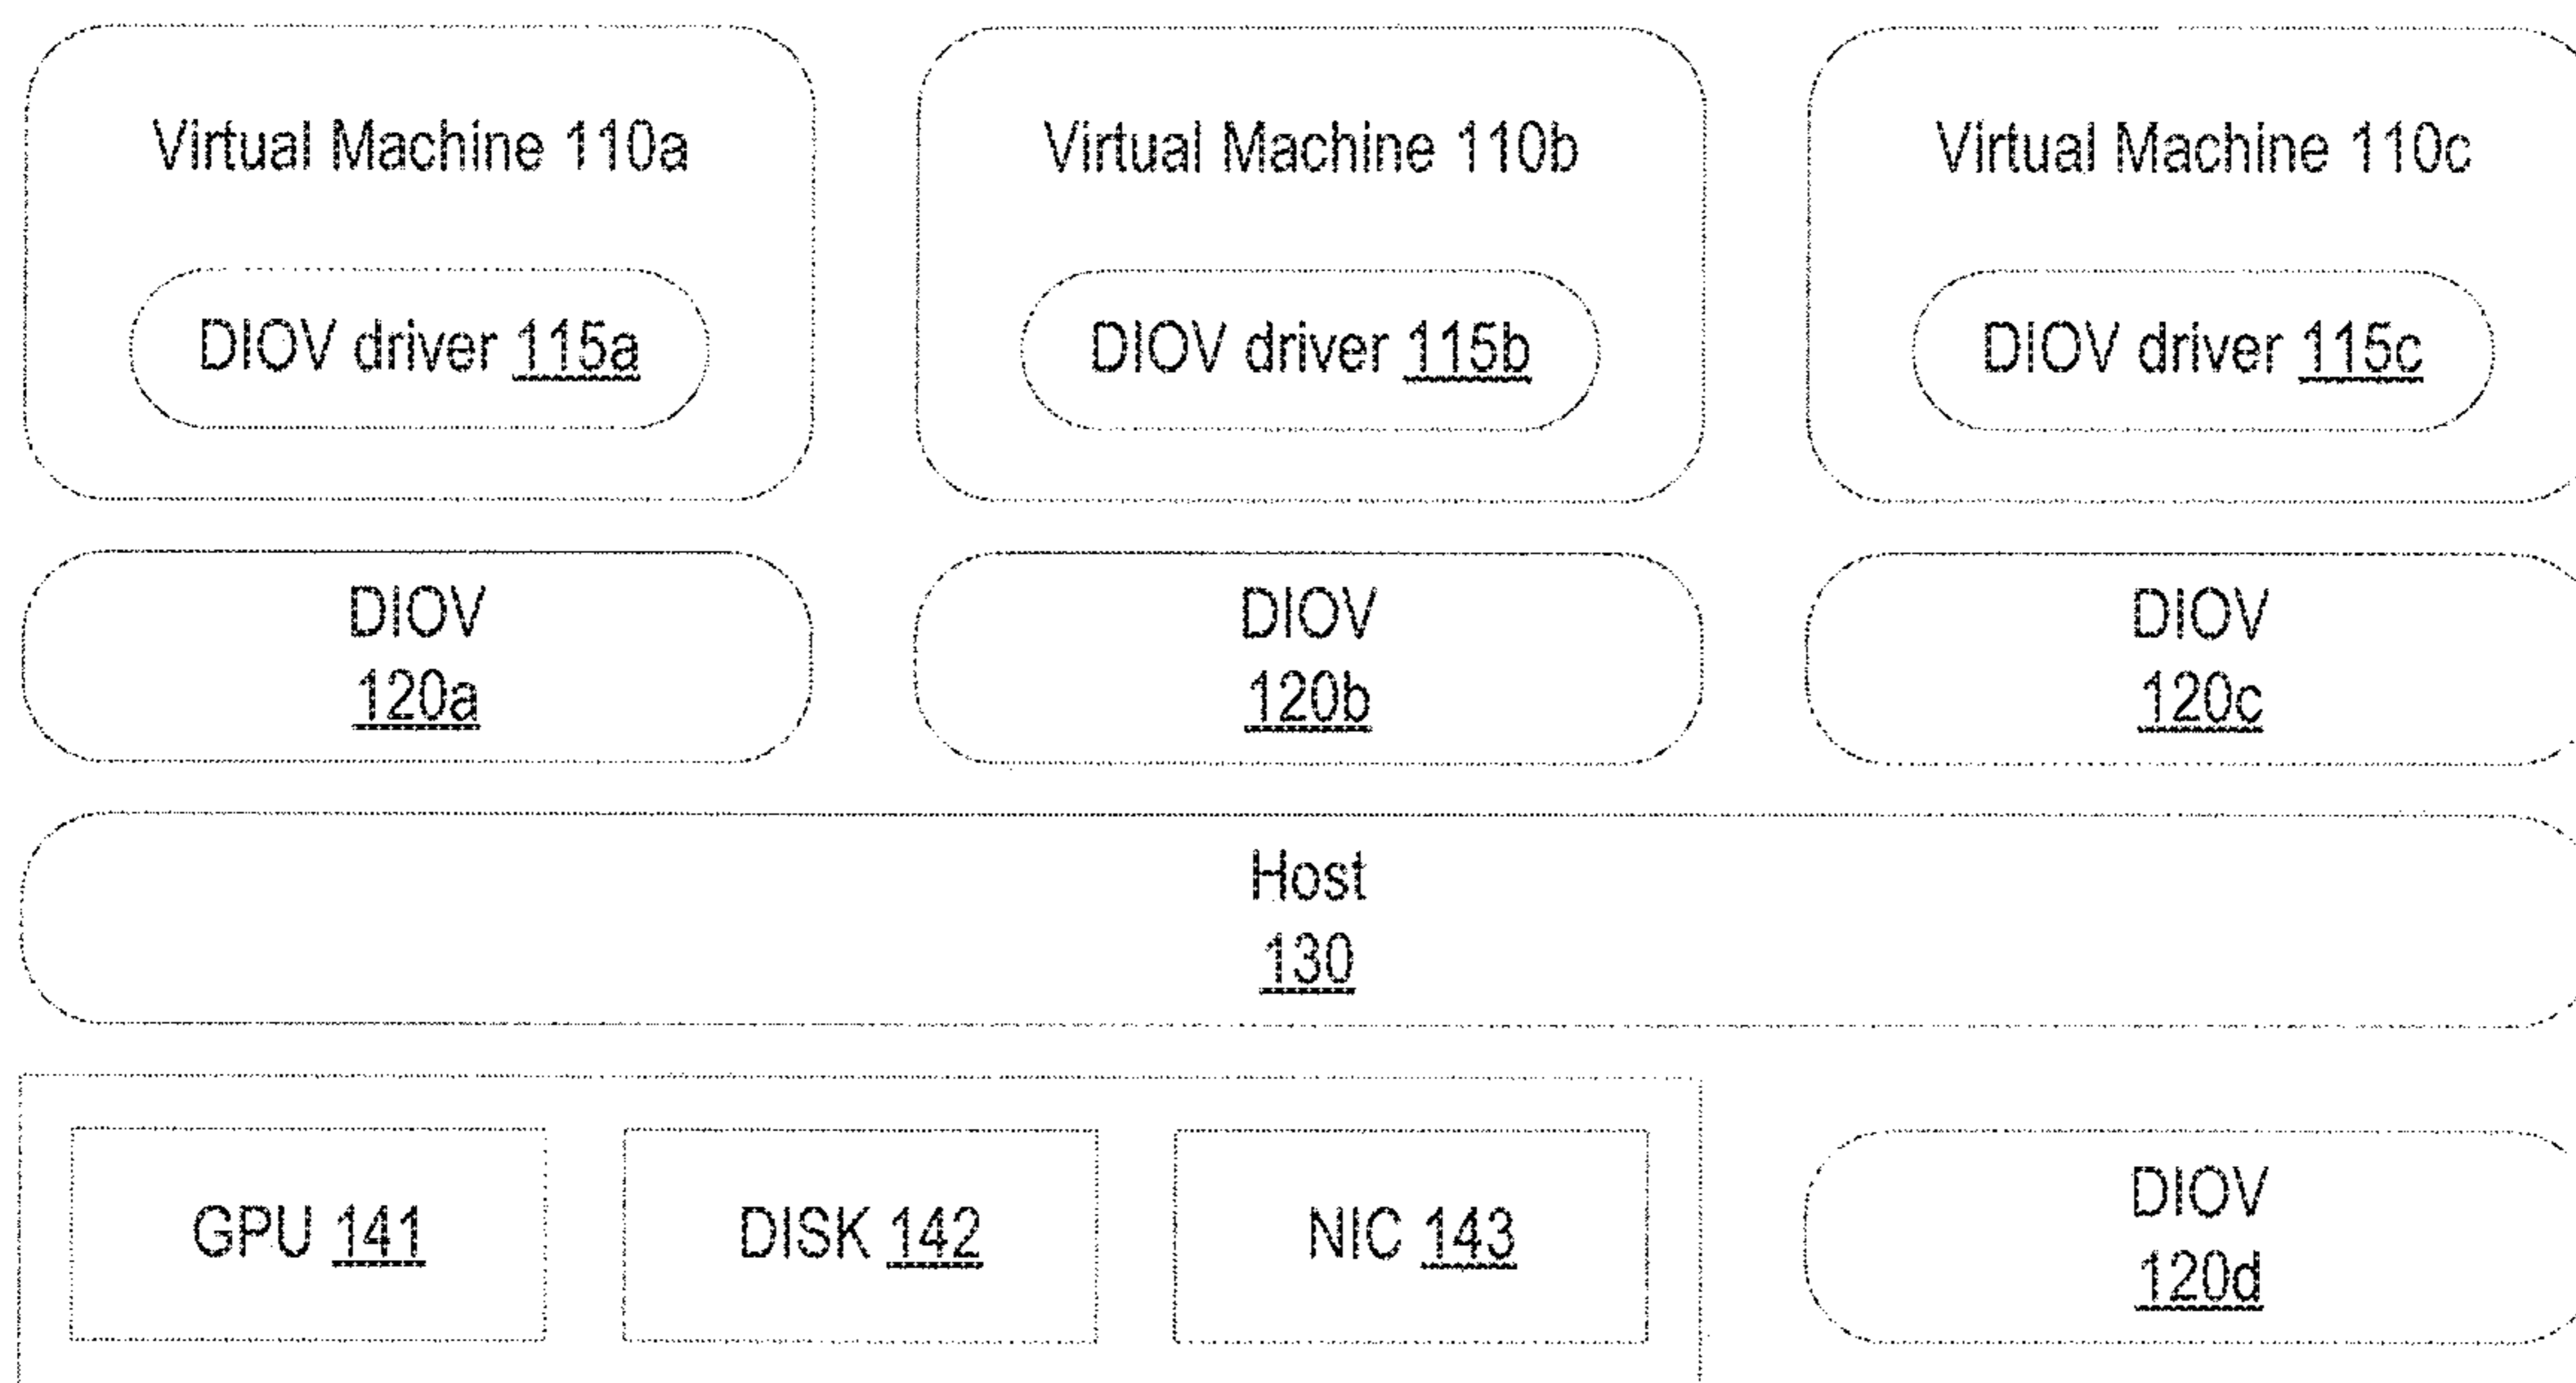 Virtual Machine 110a
Virtual Machine 110b
Virtual Machine 110c
DIOV driver 115a
DIOV driver 115b
DIOV driver 115c
DIOV
120a
DIOV
120b
DIOV
120c
Host
130
GPU 141
DISK 142
NIC 143
DIOV
120d